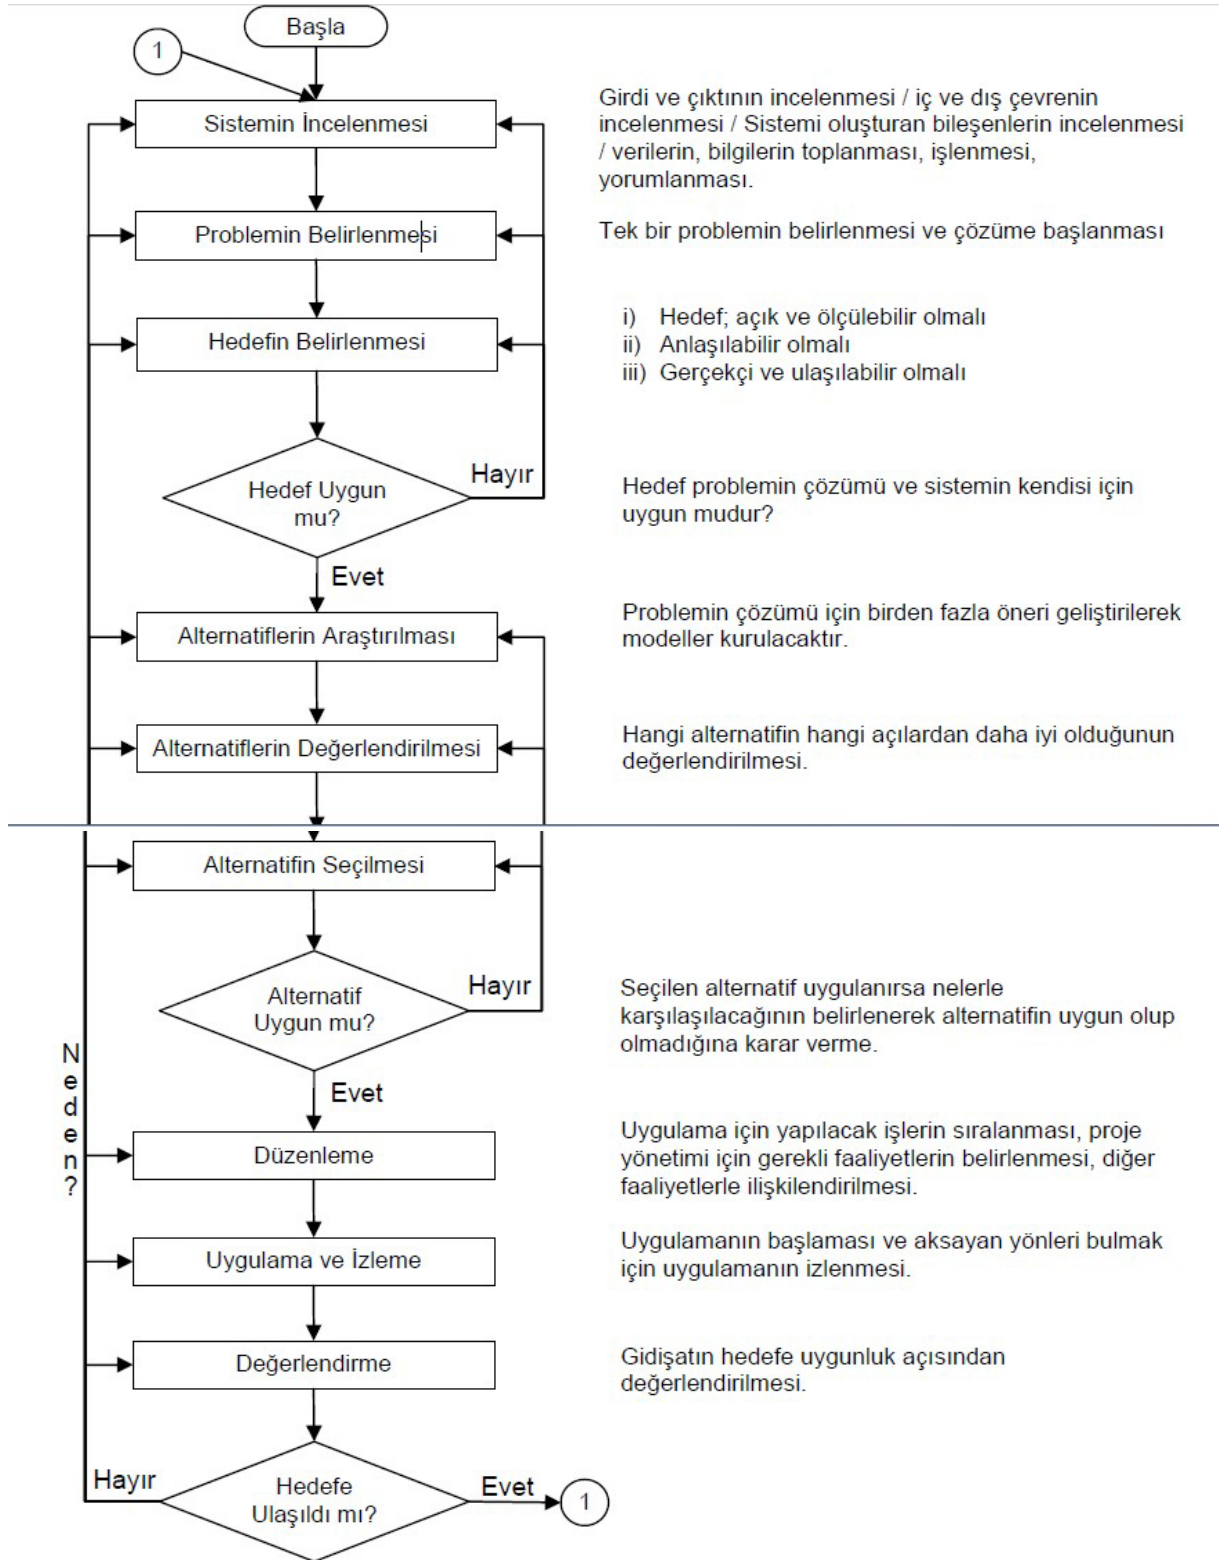 Başla
1
Sistemin İncelenmesi
Girdi ve çıktının incelenmesi / iç ve dış çevrenin
incelenmesi / Sistemi oluşturan bileşenlerin incelenmesi
/ verilerin, bilgilerin toplanması, işlenmesi,
yorumlanması.
Problemin Belirlenmesi
Tek bir problemin belirlenmesi ve çözüme başlanması
Hedefin Belirlenmesi
i) Hedef; açık ve ölçülebilir olmalı
ii) Anlaşılabilir olmalı
iii) Gerçekçi ve ulaşılabilir olmalı
Hedef Uygun
mu?
Hayır
Hedef problemin çözümü ve sistemin kendisi için
uygun mudur?
Evet
Alternatiflerin Araştırılması
Problemin çözümü için birden fazla öneri geliştirilerek
modeller kurulacaktır.
Alternatiflerin Değerlendirilmesi
Hangi alternatifin hangi açılardan daha iyi olduğunun
değerlendirilmesi.
Alternatifin Seçilmesi
Alternatif
Uygun mu?
Hayır
Seçilen alternatif uygulanırsa nelerle
karşılaşılacağının belirlenerek alternatifin uygun olup
olmadığına karar verme.
Evet
Neden?
Düzenleme
Uygulama için yapılacak işlerin sıralanması, proje
yönetimi için gerekli faaliyetlerin belirlenmesi, diğer
faaliyetlerle ilişkilendirilmesi.
Uygulama ve İzleme
Uygulamanın başlaması ve aksayan yönleri bulmak
için uygulamanın izlenmesi.
Değerlendirme
Gidişatın hedefe uygunluk açısından
değerlendirilmesi.
Hayır
Hedefe
Ulaşıldı mı?
Evet
1